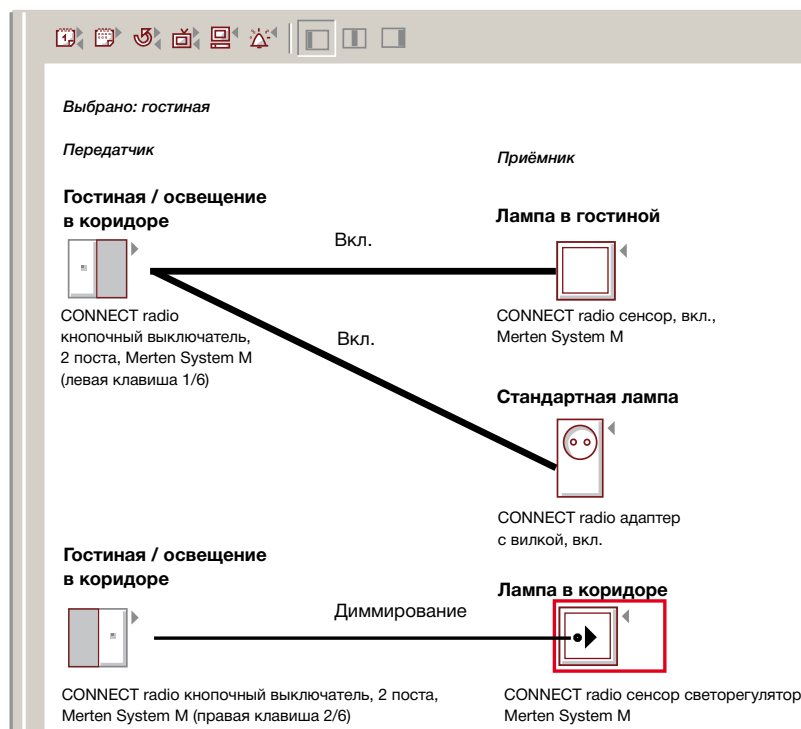 Выбрано: гостиная
Передатчик
Приёмник
Гостиная / освещение
в коридоре
Лампа в гостиной
Вкл.
CONNECT radio
кнопочный выключатель,
2 поста, Merten System M
(левая клавиша 1/6)
CONNECT radio сенсор, вкл.,
Merten System M
Вкл.
Стандартная лампа
CONNECT radio адаптер
с вилкой, вкл.
Гостиная / освещение
в коридоре
Лампа в коридоре
Диммирование
CONNECT radio кнопочный выключатель, 2 поста,
Merten System M (правая клавиша 2/6)
CONNECT radio сенсор светорегулятор
Merten System M